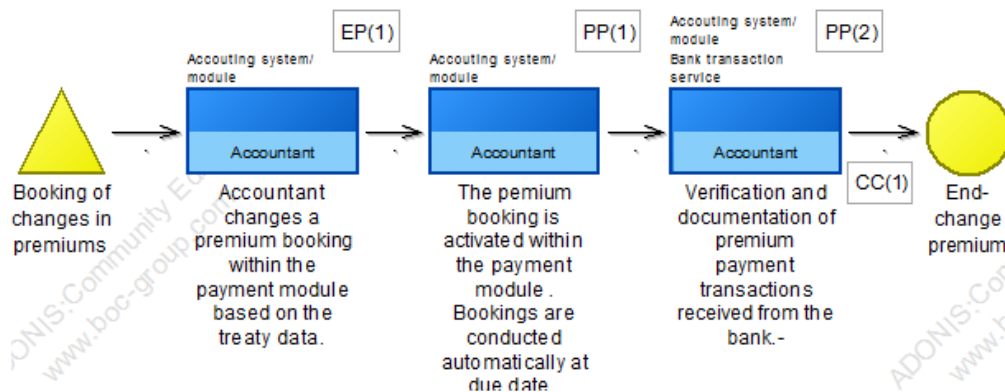 EP(1)
PP(1)
Accouting system/
module
Bank transaction
service
PP(2)
Accouting system/
module
Accouting system/
module
Accountant
Accountant
Accountant
CC(1)
Booking of
changes in
premiums
Accountant
changes a
premium booking
within the
payment module
based on the
treaty data.
The pemium
booking is
activated within
the payment
module .
Bookings are
conducted
automatically at
due date
Verification and
documentation of
premium
payment
transactions
received from the
bank.-
End-
change
premium
ADONIS:Community Ed
www.boc-group.com
ADONIS:Com
www.b